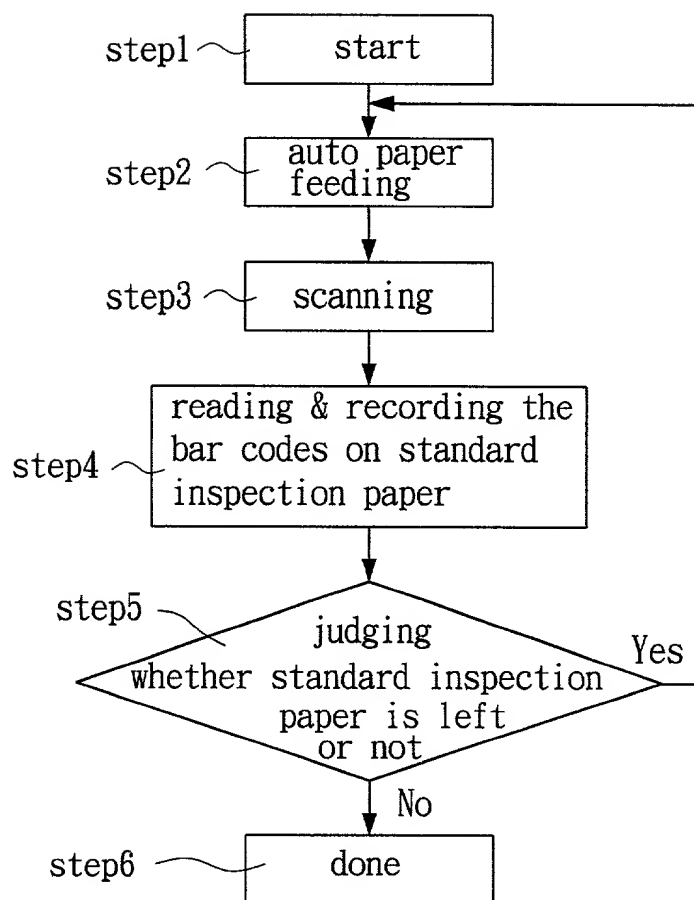 step1
start
step2
auto paper
feeding
step3
scanning
step4
reading & recording the
bar codes on standard
inspection paper
step5
judging
whether standard inspection
paper is left
or not
Yes
No
step6
done